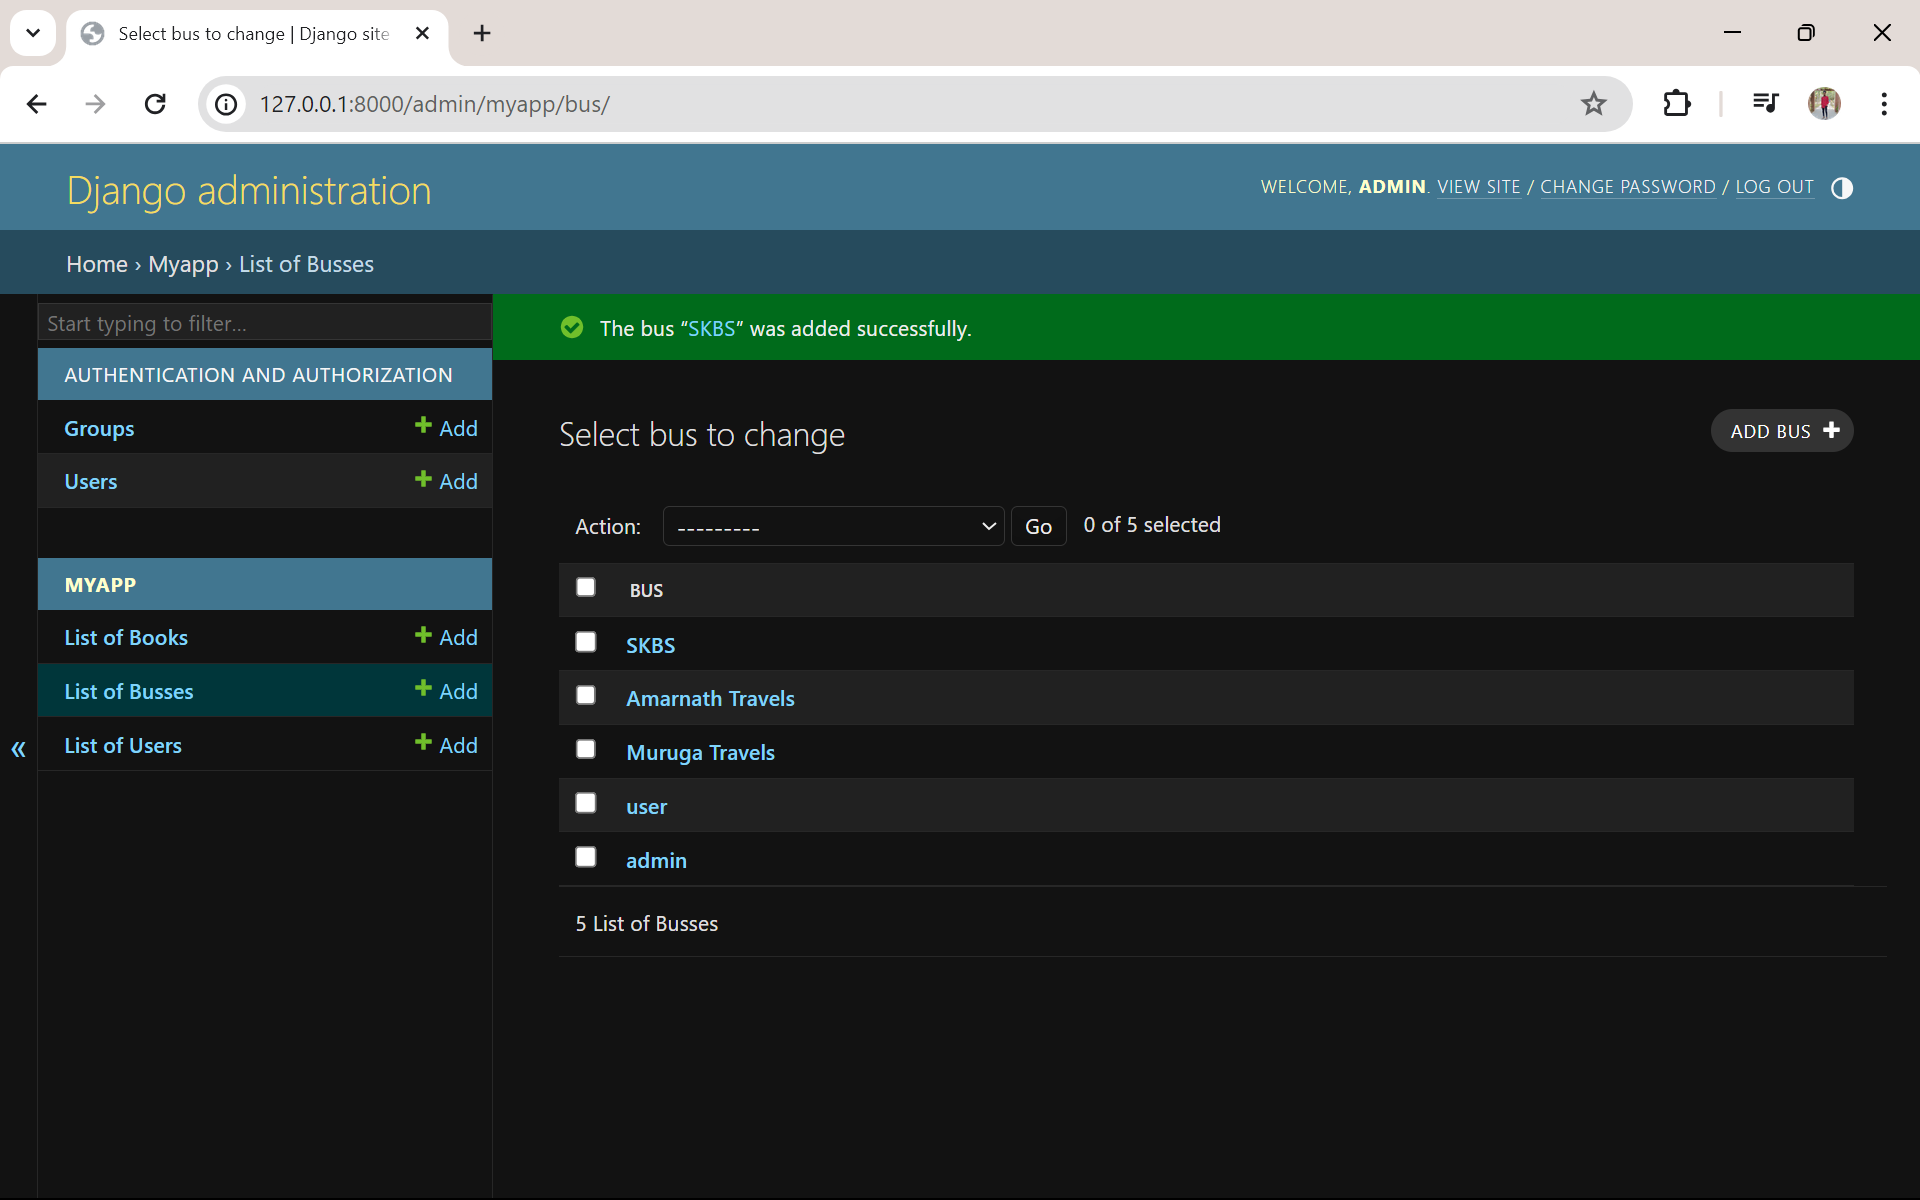 Select bus to change | Django site
127.0.0.1:8000/admin/myapp/bus/
Django administration
WELCOME, ADMIN. VIEW SITE / CHANGE PASSWORD / LOG OUT
Home › Myapp › List of Busses
Start typing to filter...
AUTHENTICATION AND AUTHORIZATION
Groups Add
Users Add
MYAPP
List of Books Add
List of Busses Add
List of Users Add
«
The bus “SKBS” was added successfully.
Select bus to change
ADD BUS
Action: --------- Go 0 of 5 selected
BUS
SKBS
Amarnath Travels
Muruga Travels
user
admin
5 List of Busses